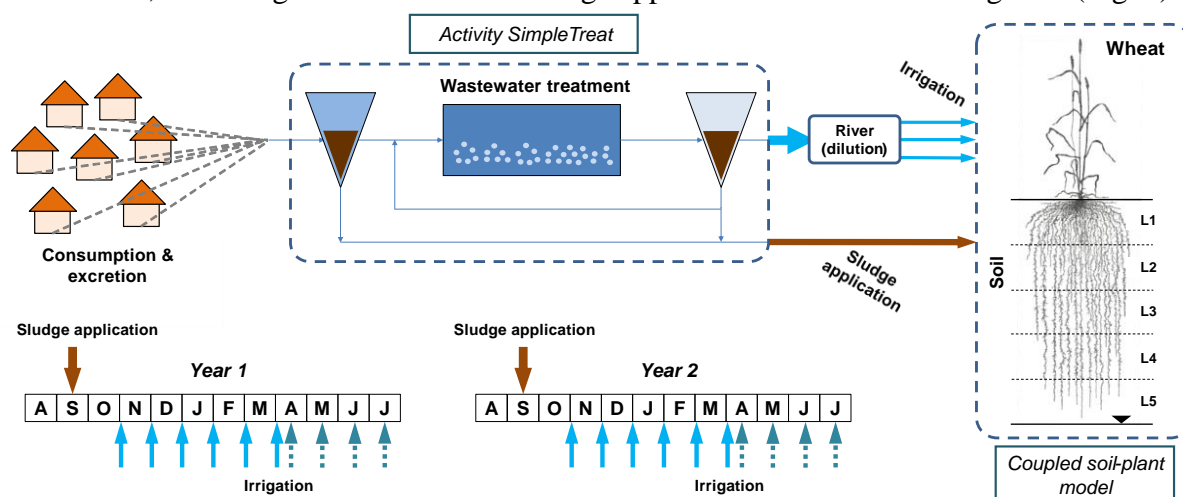 Activity SimpleTreat
Wastewater treatment
River
(dilution)
Irrigation
Wheat
Consumption &
excretion
Sludge
application
Soil
L1
L2
L3
L4
L5
Sludge application
Year 1
A S O N D J F M A M J J
Irrigation
Sludge application
Year 2
A S O N D J F M A M J J
Irrigation
Coupled soil-plant
model